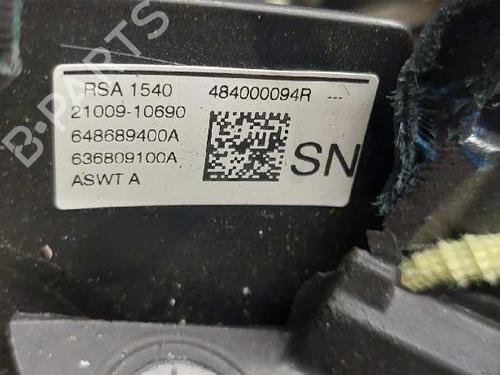 RSA 1540 484000094R ---
21009-10690
648689400A
636809100A
ASWT A
SN
B-PARTS